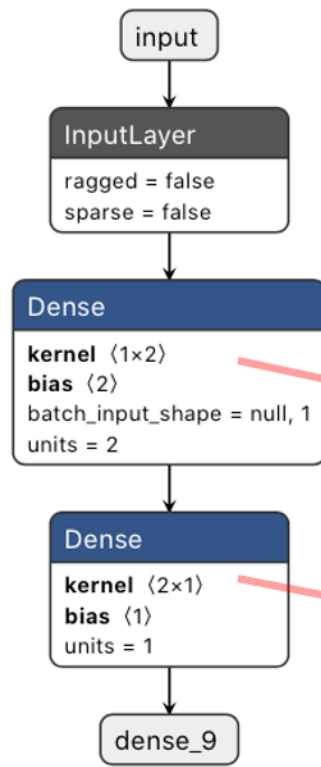 input
InputLayer
ragged = false
sparse = false
Dense
kernel ⟨1×2⟩
bias ⟨2⟩
batch_input_shape = null, 1
units = 2
Dense
kernel ⟨2×1⟩
bias ⟨1⟩
units = 1
dense_9